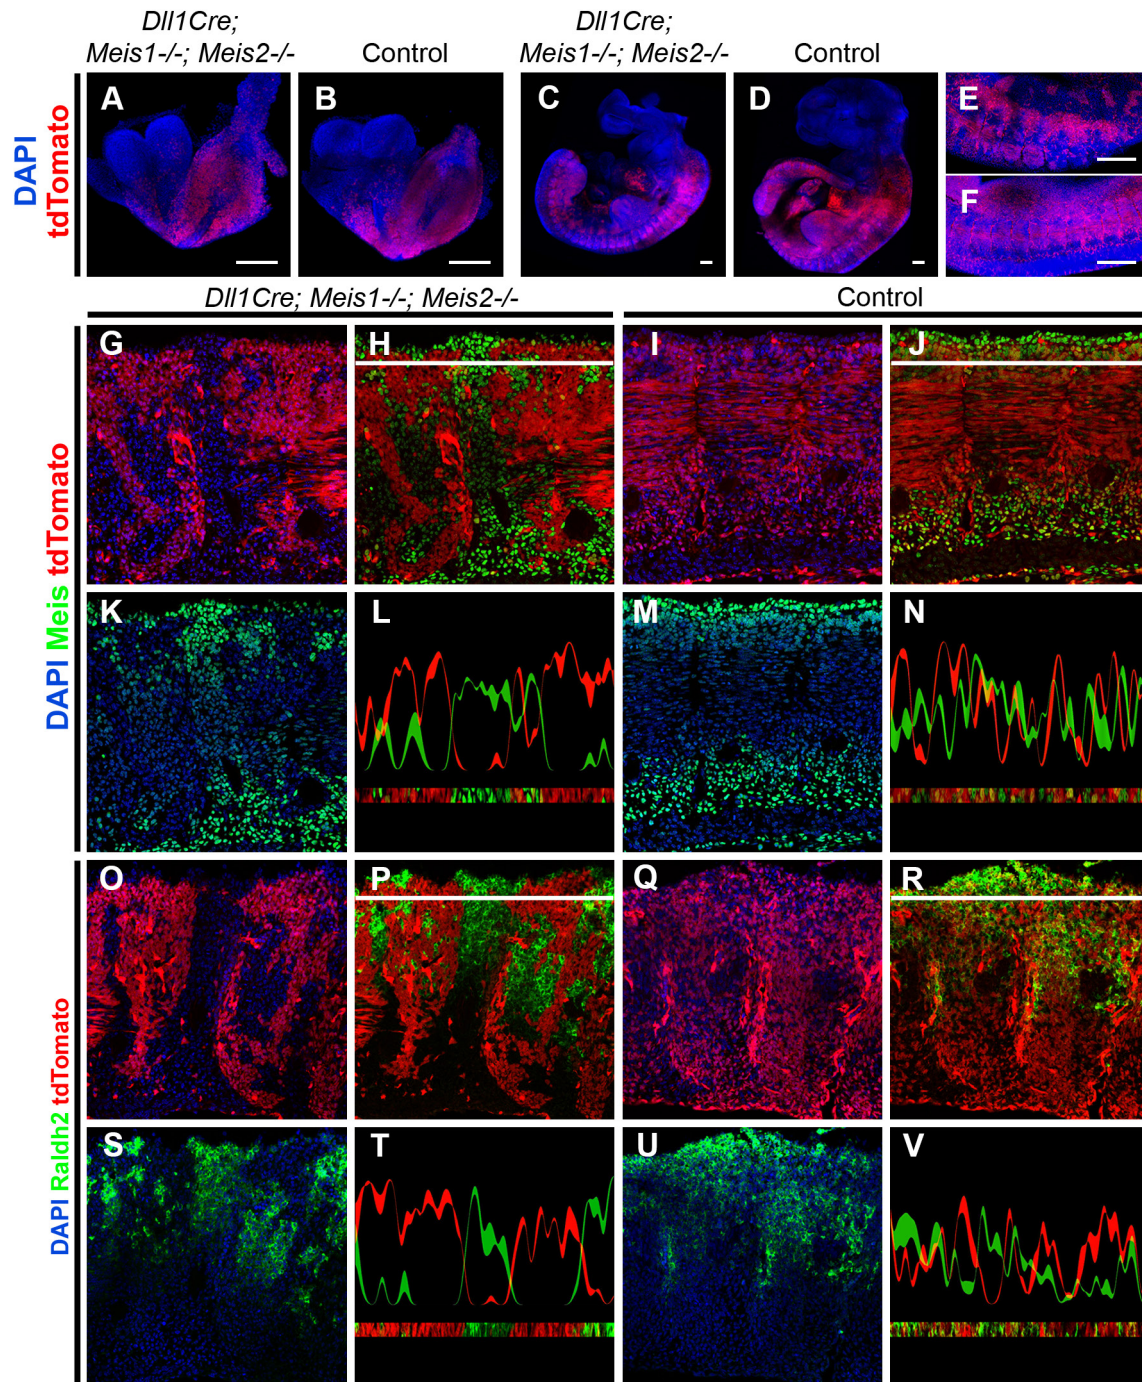 Dll1Cre;
Meis1-/-; Meis2-/-
Control
Dll1Cre;
Meis1-/-; Meis2-/-
Control
DAPI
tdTomato
A
B
C
D
E
F
Dll1Cre; Meis1-/-; Meis2-/-
Control
DAPI Meis tdTomato
G
H
I
J
K
L
M
N
DAPI Raldh2 tdTomato
O
P
Q
R
S
T
U
V